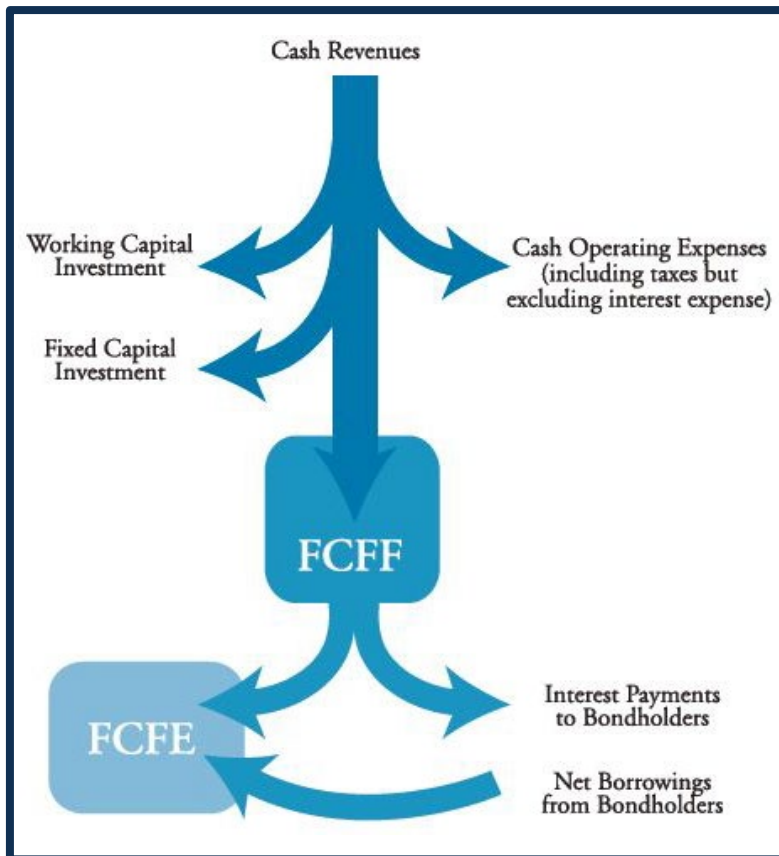 Cash Revenues
Working Capital
Investment
Cash Operating Expenses
(including taxes but
excluding interest expense)
Fixed Capital
Investment
FCFF
FCFE
Interest Payments
to Bondholders
Net Borrowings
from Bondholders